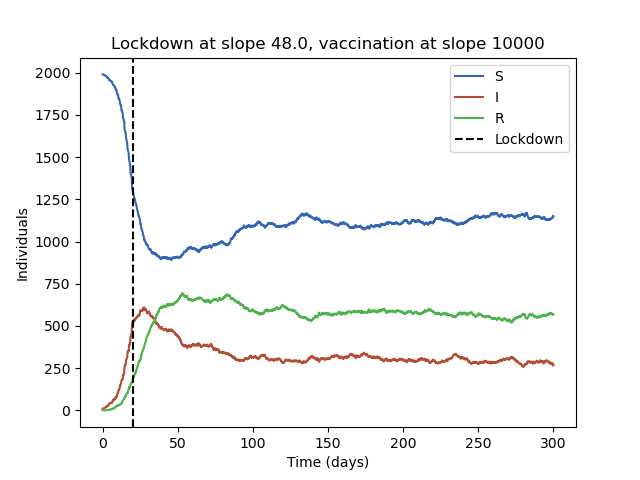 Lockdown at slope 48.0, vaccination at slope 10000
S
I
R
Lockdown
Individuals
2000
1750
1500
1250
1000
750
500
250
0
0 50 100 150 200 250 300
Time (days)